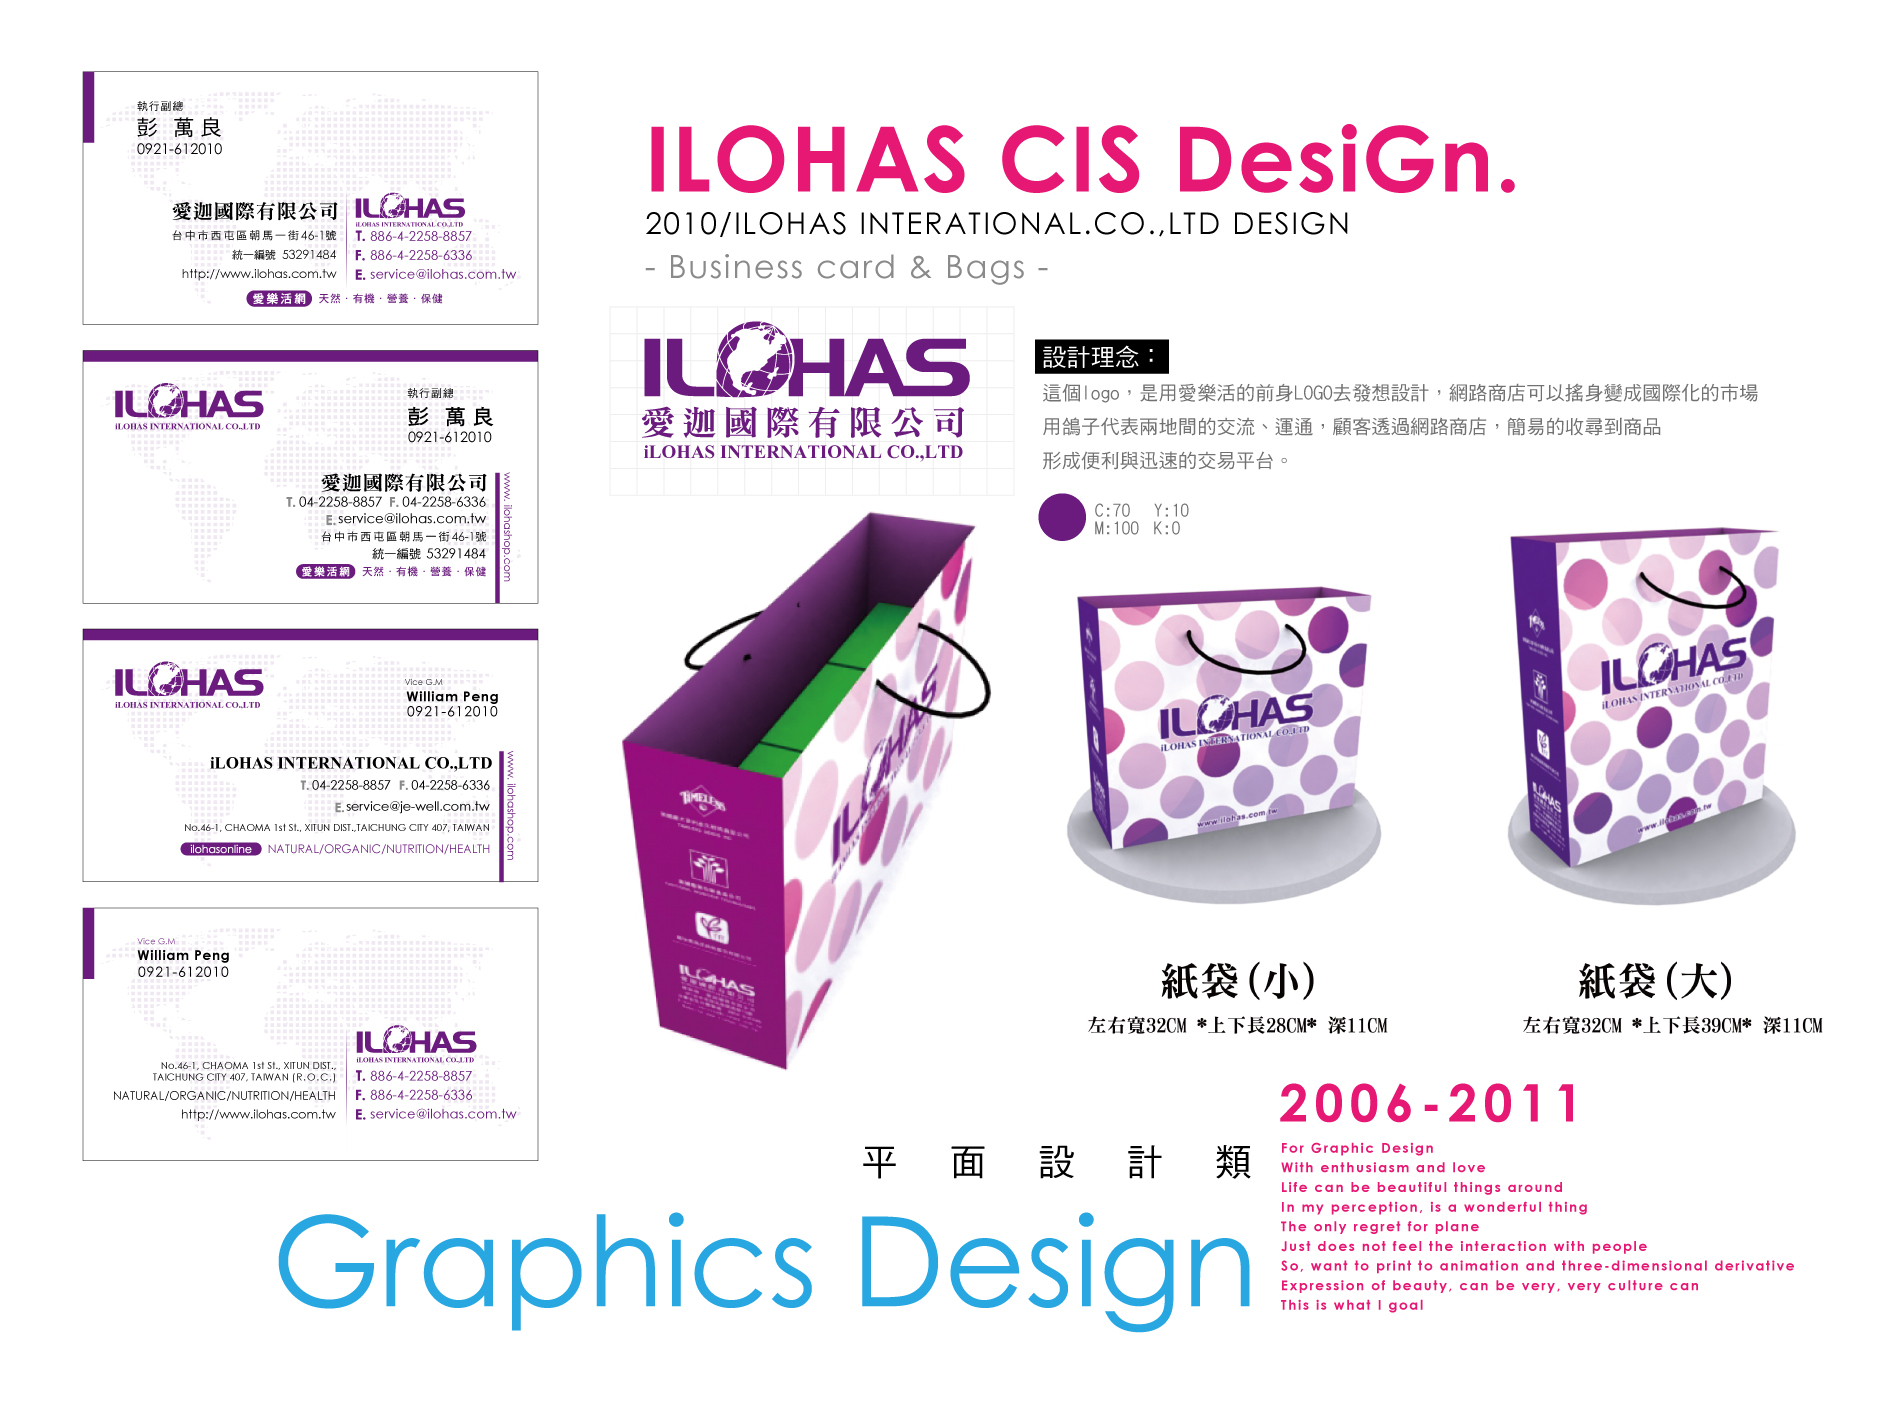 執行副總
彭 萬良
0921-612010
愛迦國際有限公司
台中市西屯區朝馬一街46-1號
統一編號 53291484
http://www.ilohas.com.tw
ILOHAS
iLOHAS INTERNATIONAL CO.,LTD
T. 886-4-2258-8857
F. 886-4-2258-6336
E. service@ilohas.com.tw
愛樂活網 天然．有機．營養．保健
ILOHAS
iLOHAS INTERNATIONAL CO.,LTD
執行副總
彭 萬良
0921-612010
愛迦國際有限公司
T. 04-2258-8857 F. 04-2258-6336
E. service@ilohas.com.tw
台中市西屯區朝馬一街46-1號
統一編號 53291484
愛樂活網 天然．有機．營養．保健
www. ilohashop.com
ILOHAS
iLOHAS INTERNATIONAL CO.,LTD
Vice G.M
William Peng
0921-612010
iLOHAS INTERNATIONAL CO.,LTD
T. 04-2258-8857 F. 04-2258-6336
E. service@je-well.com.tw
No.46-1, CHAOMA 1st St., XITUN DIST.,TAICHUNG CITY 407, TAIWAN
ilohasonline NATURAL/ORGANIC/NUTRITION/HEALTH
www. ilohashop.com
Vice G.M
William Peng
0921-612010
No.46-1, CHAOMA 1st St., XITUN DIST.,
TAICHUNG CITY 407, TAIWAN (R.O.C.)
NATURAL/ORGANIC/NUTRITION/HEALTH
http://www.ilohas.com.tw
ILOHAS
iLOHAS INTERNATIONAL CO.,LTD
T. 886-4-2258-8857
F. 886-4-2258-6336
E. service@ilohas.com.tw
ILOHAS CIS DesiGn.
2010/ILOHAS INTERATIONAL.CO.,LTD DESIGN
- Business card & Bags -
ILOHAS
愛迦國際有限公司
iLOHAS INTERNATIONAL CO.,LTD
設計理念：
這個logo，是用愛樂活的前身LOGO去發想設計，網路商店可以搖身變成國際化的市場
用鴿子代表兩地間的交流、運通，顧客透過網路商店，簡易的收尋到商品
形成便利與迅速的交易平台。
C:70 Y:10
M:100 K:0
ILOHAS
TIMELESS
ILOHAS
ILOHAS
iLOHAS INTERNATIONAL CO.,LTD
www.ilohas.com.tw
ILOHAS
iLOHAS INTERNATIONAL CO.,LTD
ILOHAS
www.ilohas.com.tw
紙袋(小)
左右寬32CM *上下長28CM* 深11CM
紙袋(大)
左右寬32CM *上下長39CM* 深11CM
平面設計類
Graphics Design
2006-2011
For Graphic Design
With enthusiasm and love
Life can be beautiful things around
In my perception, is a wonderful thing
The only regret for plane
Just does not feel the interaction with people
So, want to print to animation and three-dimensional derivative
Expression of beauty, can be very, very culture can
This is what I goal